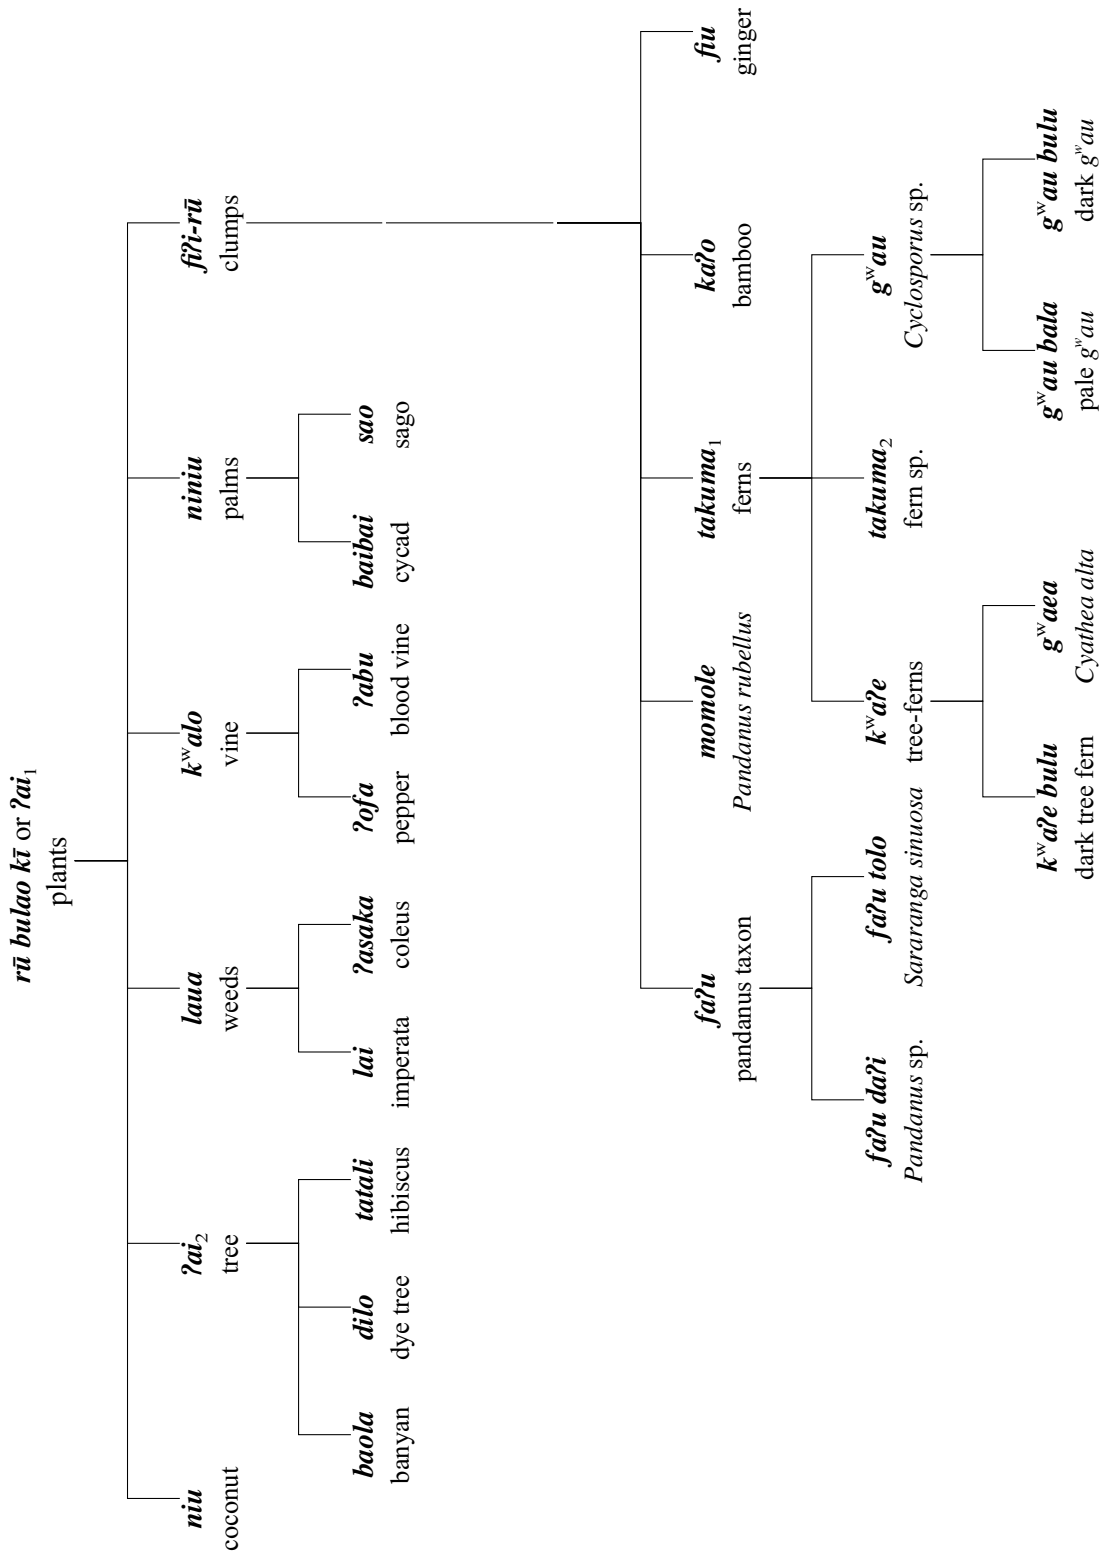 rū bulao kī or ʔai₁
plants
niu
coconut
ʔai₂
tree
laua
weeds
kʷalo
vine
niniu
palms
fiʔi-rū
clumps
baola
banyan
dilo
dye tree
tatali
hibiscus
lai
imperata
ʔasaka
coleus
ʔofa
pepper
ʔabu
blood vine
baibai
cycad
sao
sago
faʔu
pandanus taxon
momole
Pandanus rubellus
takuma₁
ferns
kaʔo
bamboo
fiu
ginger
faʔu daʔi
Pandanus sp.
faʔu tolo
Sararanga sinuosa
kʷaʔe
tree-ferns
takuma₂
fern sp.
gʷau
Cyclosporus sp.
kʷaʔe bulu
dark tree fern
gʷaea
Cyathea alta
gʷau bala
pale gʷau
gʷau bulu
dark gʷau